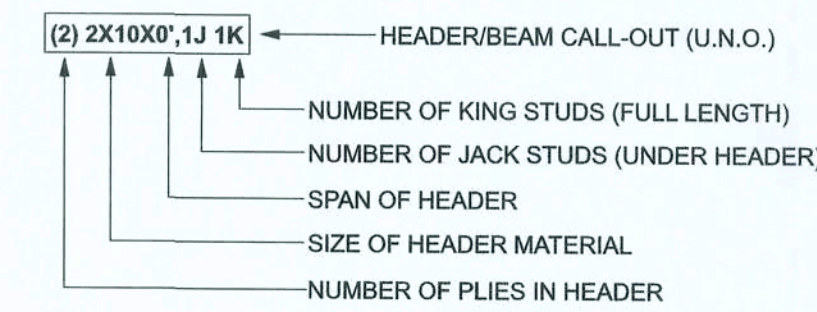 (2) 2X10X0',1J 1K HEADER/BEAM CALL-OUT (U.N.O.)
NUMBER OF KING STUDS (FULL LENGTH)
NUMBER OF JACK STUDS (UNDER HEADER)
SPAN OF HEADER
SIZE OF HEADER MATERIAL
NUMBER OF PLIES IN HEADER